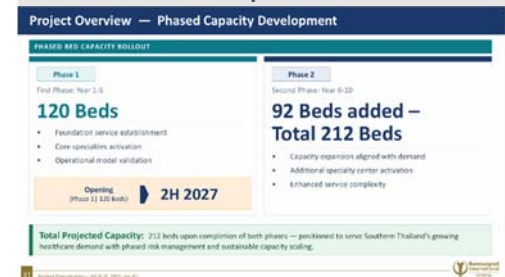 Project Overview — Phased Capacity Development
PHASED BED CAPACITY ROLLOUT
Phase 1
First Phase: Year 1-5
120 Beds
• Foundation service establishment
• Core specialties activation
• Operational model validation
Opening
(Phase 1| 120 Beds)
2H 2027
Phase 2
Second Phase: Year 6-10
92 Beds added –
Total 212 Beds
• Capacity expansion aligned with demand
• Additional specialty center activation
• Enhanced service complexity
Total Projected Capacity: 212 beds upon completion of both phases — positioned to serve Southern Thailand's growing
healthcare demand with phased risk management and sustainable capacity scaling.
Bumrungrad
International